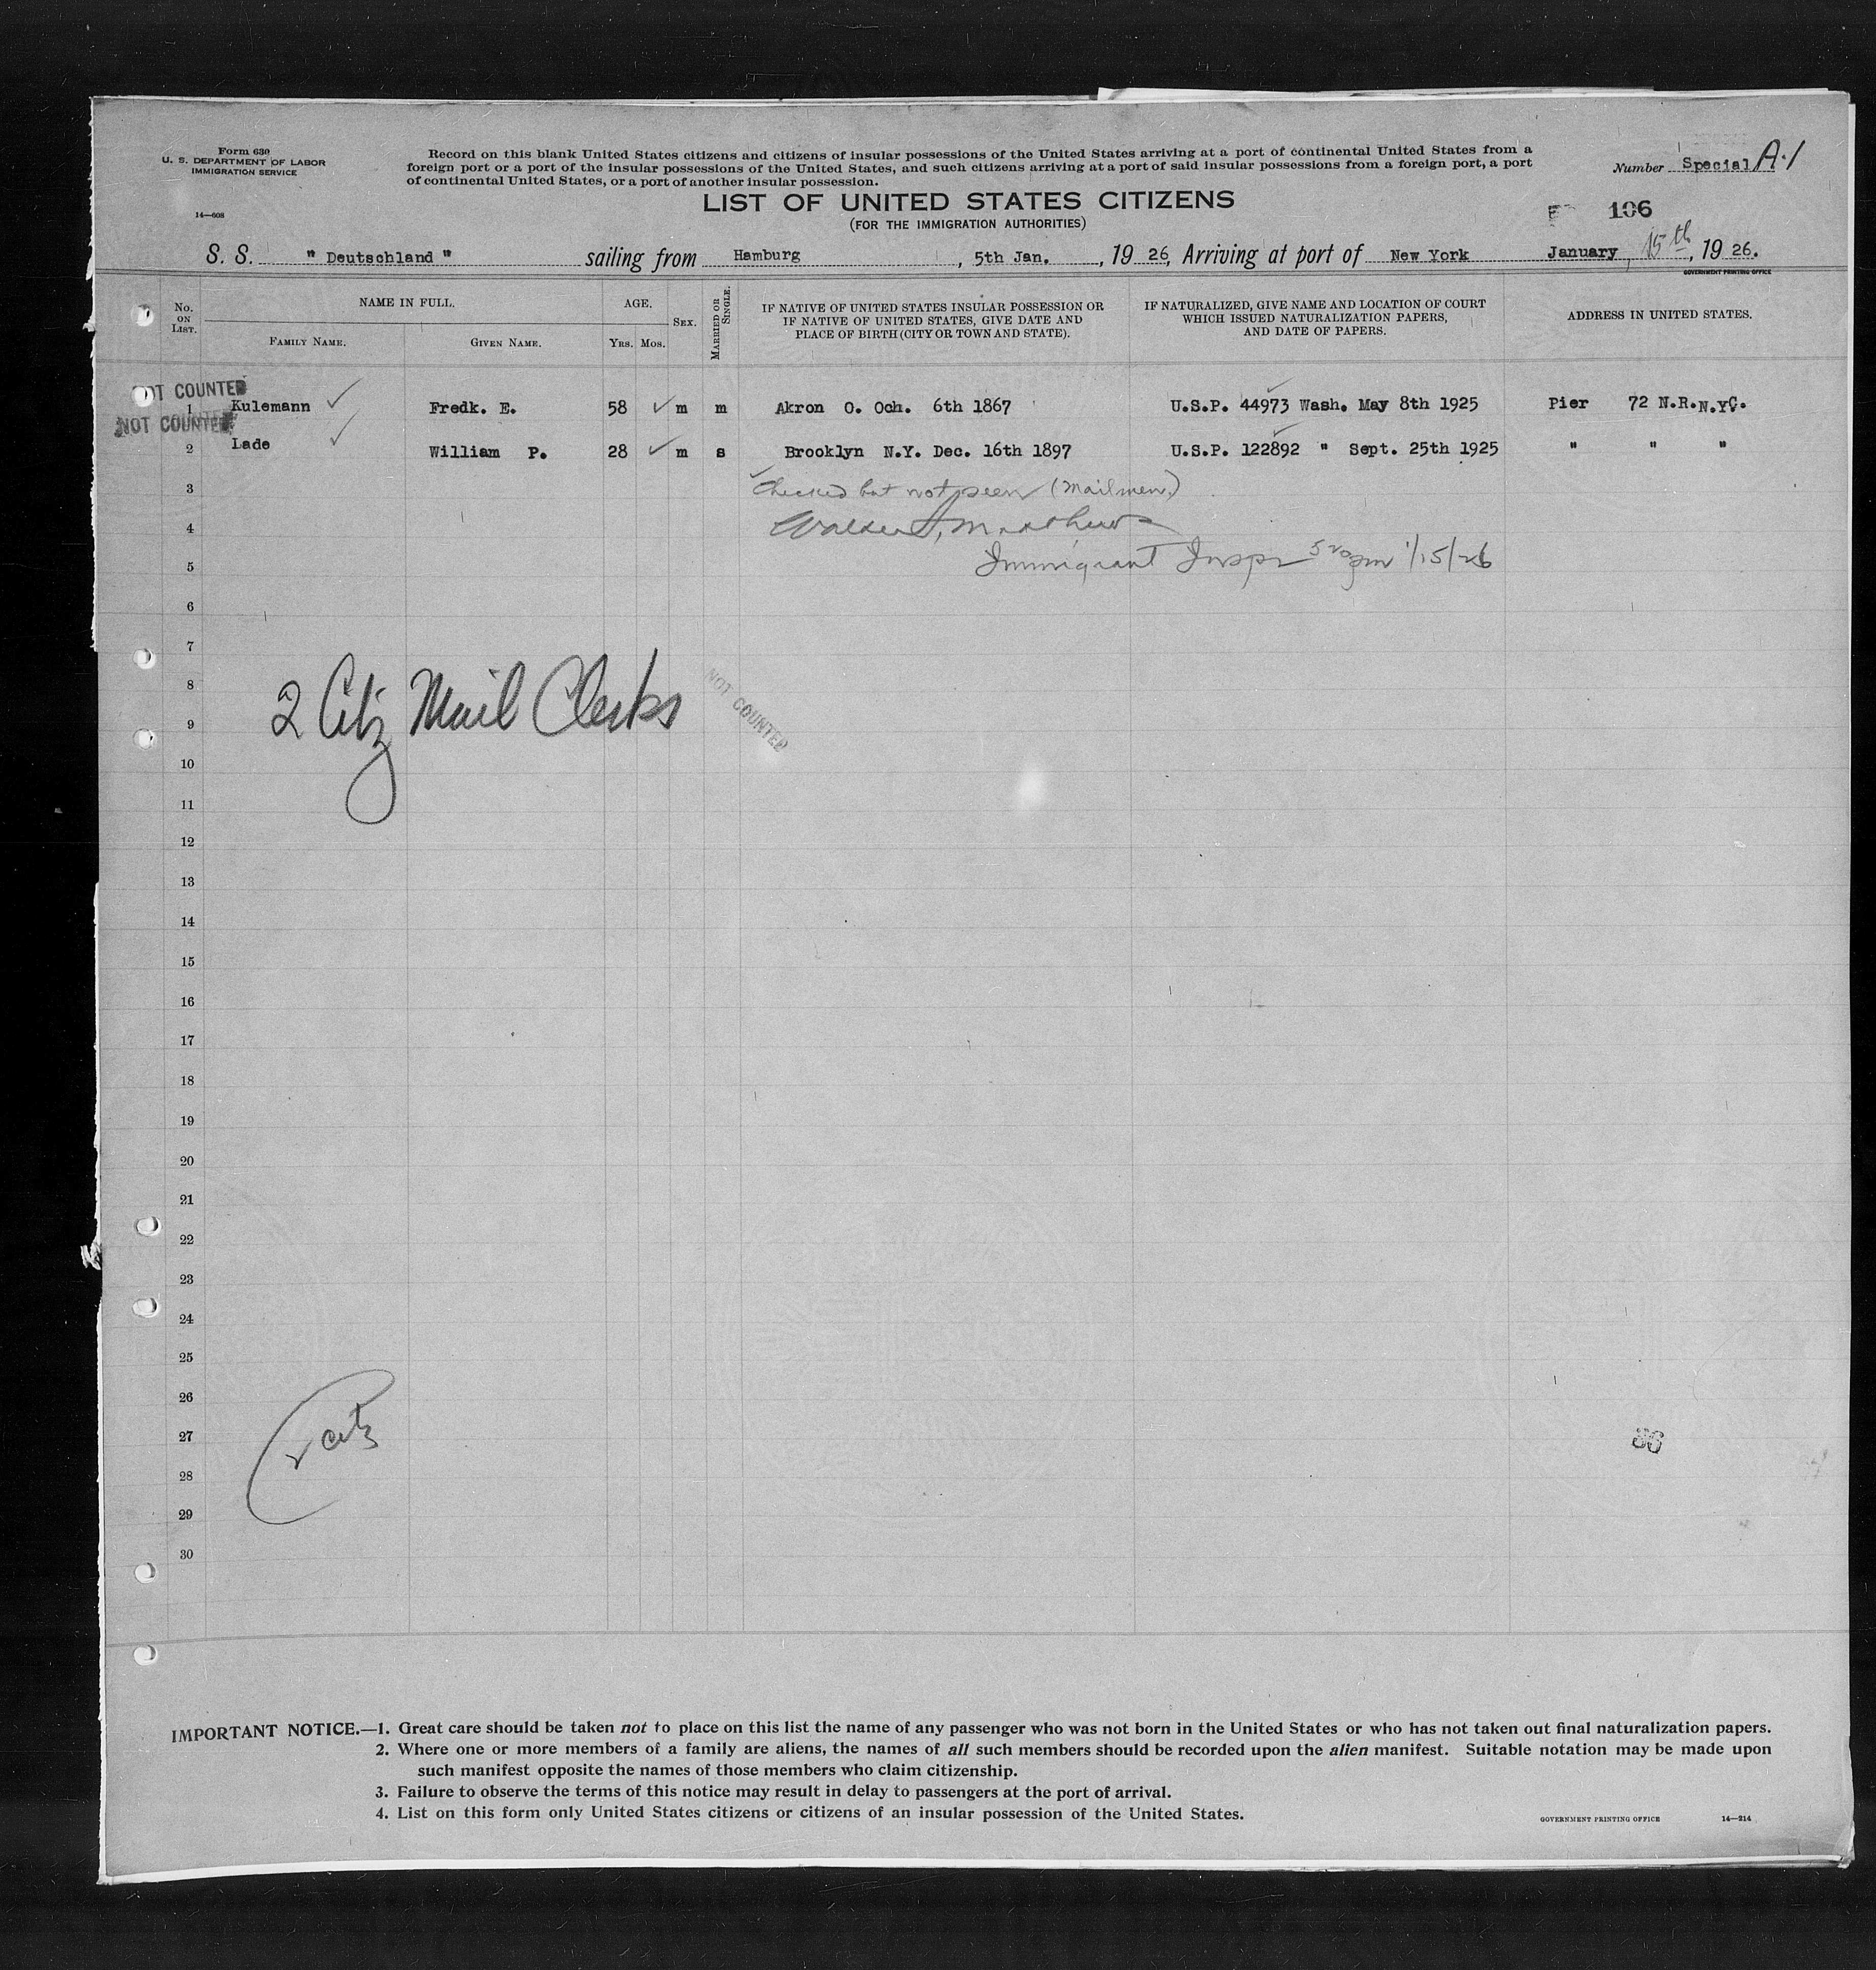 Form 630
U. S. DEPARTMENT OF LABOR
IMMIGRATION SERVICE
14—608
Record on this blank United States citizens and citizens of insular possessions of the United States arriving at a port of continental United States from a
foreign port or a port of the insular possessions of the United States, and such citizens arriving at a port of said insular possessions from a foreign port, a port
of continental United States, or a port of another insular possession.
Number Special A-1
LIST OF UNITED STATES CITIZENS
(FOR THE IMMIGRATION AUTHORITIES)
106
S. S. " Deutschland " sailing from Hamburg, 5th Jan., 19 26, Arriving at port of New York January, 15th, 19 26.
GOVERNMENT PRINTING OFFICE
No. ON LIST. NAME IN FULL. FAMILY NAME. GIVEN NAME. AGE. YRS. MOS. SEX. MARRIED OR SINGLE. IF NATIVE OF UNITED STATES INSULAR POSSESSION OR IF NATIVE OF UNITED STATES, GIVE DATE AND PLACE OF BIRTH (CITY OR TOWN AND STATE). IF NATURALIZED, GIVE NAME AND LOCATION OF COURT WHICH ISSUED NATURALIZATION PAPERS, AND DATE OF PAPERS. ADDRESS IN UNITED STATES.
NOT COUNTED
1 Kulemann ✓ Fredk. E. 58 ✓ m m Akron O. Och. 6th 1867 U.S.P. 44973 Wash. May 8th 1925 Pier 72 N.R.N.Y.C.
NOT COUNTED
2 Lade ✓ William P. 28 ✓ m s Brooklyn N.Y. Dec. 16th 1897 U.S.P. 122892 " Sept. 25th 1925 " " "
3 Checked but not seen (Mailmen)
4 Matthews
5 Immigrant Inspr 5 20 pm 1/15/26
6
7
8
2 Citz Mail Clerks
NOT COUNTED
9
10
11
12
13
14
15
16
17
18
19
20
21
22
23
24
25
26
27 citz 86
28
29
30
IMPORTANT NOTICE.—1. Great care should be taken not to place on this list the name of any passenger who was not born in the United States or who has not taken out final naturalization papers.
2. Where one or more members of a family are aliens, the names of all such members should be recorded upon the alien manifest. Suitable notation may be made upon
such manifest opposite the names of those members who claim citizenship.
3. Failure to observe the terms of this notice may result in delay to passengers at the port of arrival.
4. List on this form only United States citizens or citizens of an insular possession of the United States.
GOVERNMENT PRINTING OFFICE 14—214